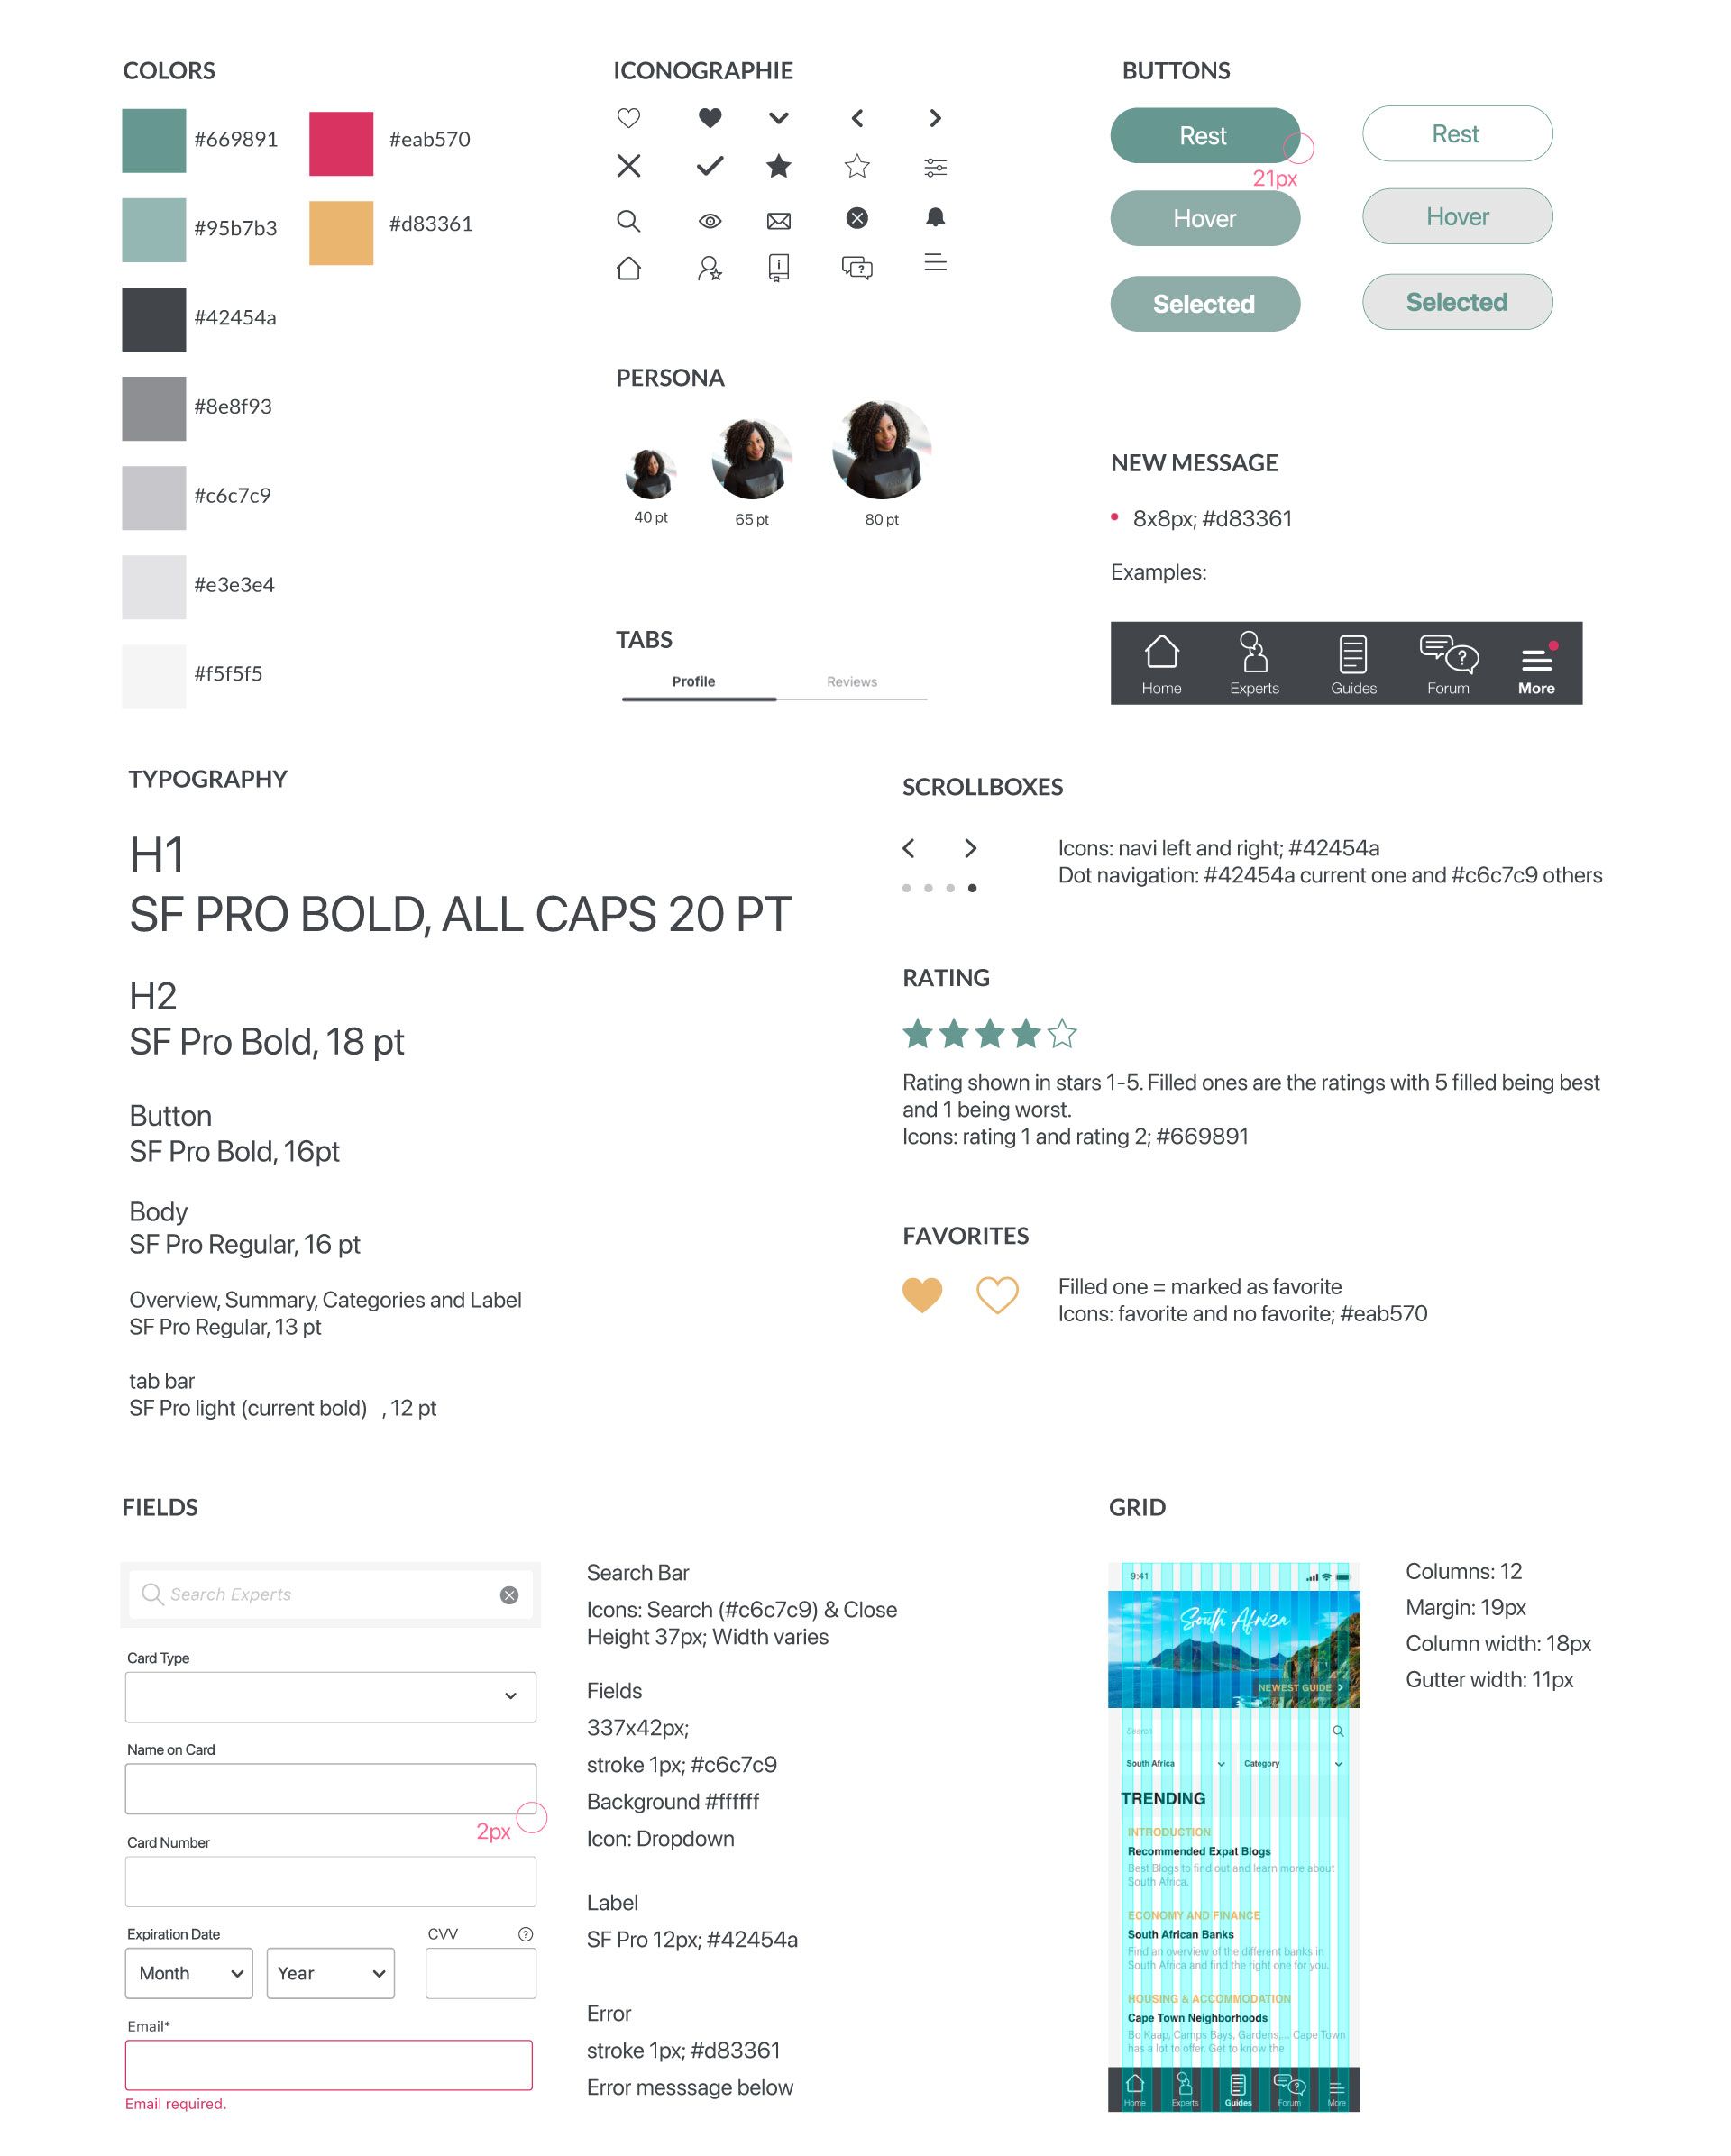 COLORS
#669891
#eab570
#95b7b3
#d83361
#42454a
#8e8f93
#c6c7c9
#e3e3e4
#f5f5f5
ICONOGRAPHIE
i
?
PERSONA
40 pt
65 pt
80 pt
TABS
Profile
Reviews
BUTTONS
Rest
Rest
21px
Hover
Hover
Selected
Selected
NEW MESSAGE
8x8px; #d83361
Examples:
?
Home
Experts
Guides
Forum
More
TYPOGRAPHY
H1
SF PRO BOLD, ALL CAPS 20 PT
H2
SF Pro Bold, 18 pt
Button
SF Pro Bold, 16pt
Body
SF Pro Regular, 16 pt
Overview, Summary, Categories and Label
SF Pro Regular, 13 pt
tab bar
SF Pro light (current bold)   , 12 pt
SCROLLBOXES
Icons: navi left and right; #42454a
Dot navigation: #42454a current one and #c6c7c9 others
RATING
Rating shown in stars 1-5. Filled ones are the ratings with 5 filled being best
and 1 being worst.
Icons: rating 1 and rating 2; #669891
FAVORITES
Filled one = marked as favorite
Icons: favorite and no favorite; #eab570
FIELDS
Search Experts
Card Type
Name on Card
2px
Card Number
Expiration Date
CVV
?
Month
Year
Email*
Email required.
Search Bar
Icons: Search (#c6c7c9) & Close
Height 37px; Width varies
Fields
337x42px;
stroke 1px; #c6c7c9
Background #ffffff
Icon: Dropdown
Label
SF Pro 12px; #42454a
Error
stroke 1px; #d83361
Error messsage below
GRID
9:41
South Africa
NEWEST GUIDE
Search
South Africa
Category
TRENDING
INTRODUCTION
Recommended Expat Blogs
Best Blogs to find out and learn more about
South Africa.
ECONOMY AND FINANCE
South African Banks
Find an overview of the different banks in
South Africa and find the right one for you.
HOUSING & ACCOMMODATION
Cape Town Neighborhoods
Bo Kaap, Camps Bays, Gardens,... Cape Town
has a lot to offer. Get to know the
?
Home
Experts
Guides
Forum
More
Columns: 12
Margin: 19px
Column width: 18px
Gutter width: 11px